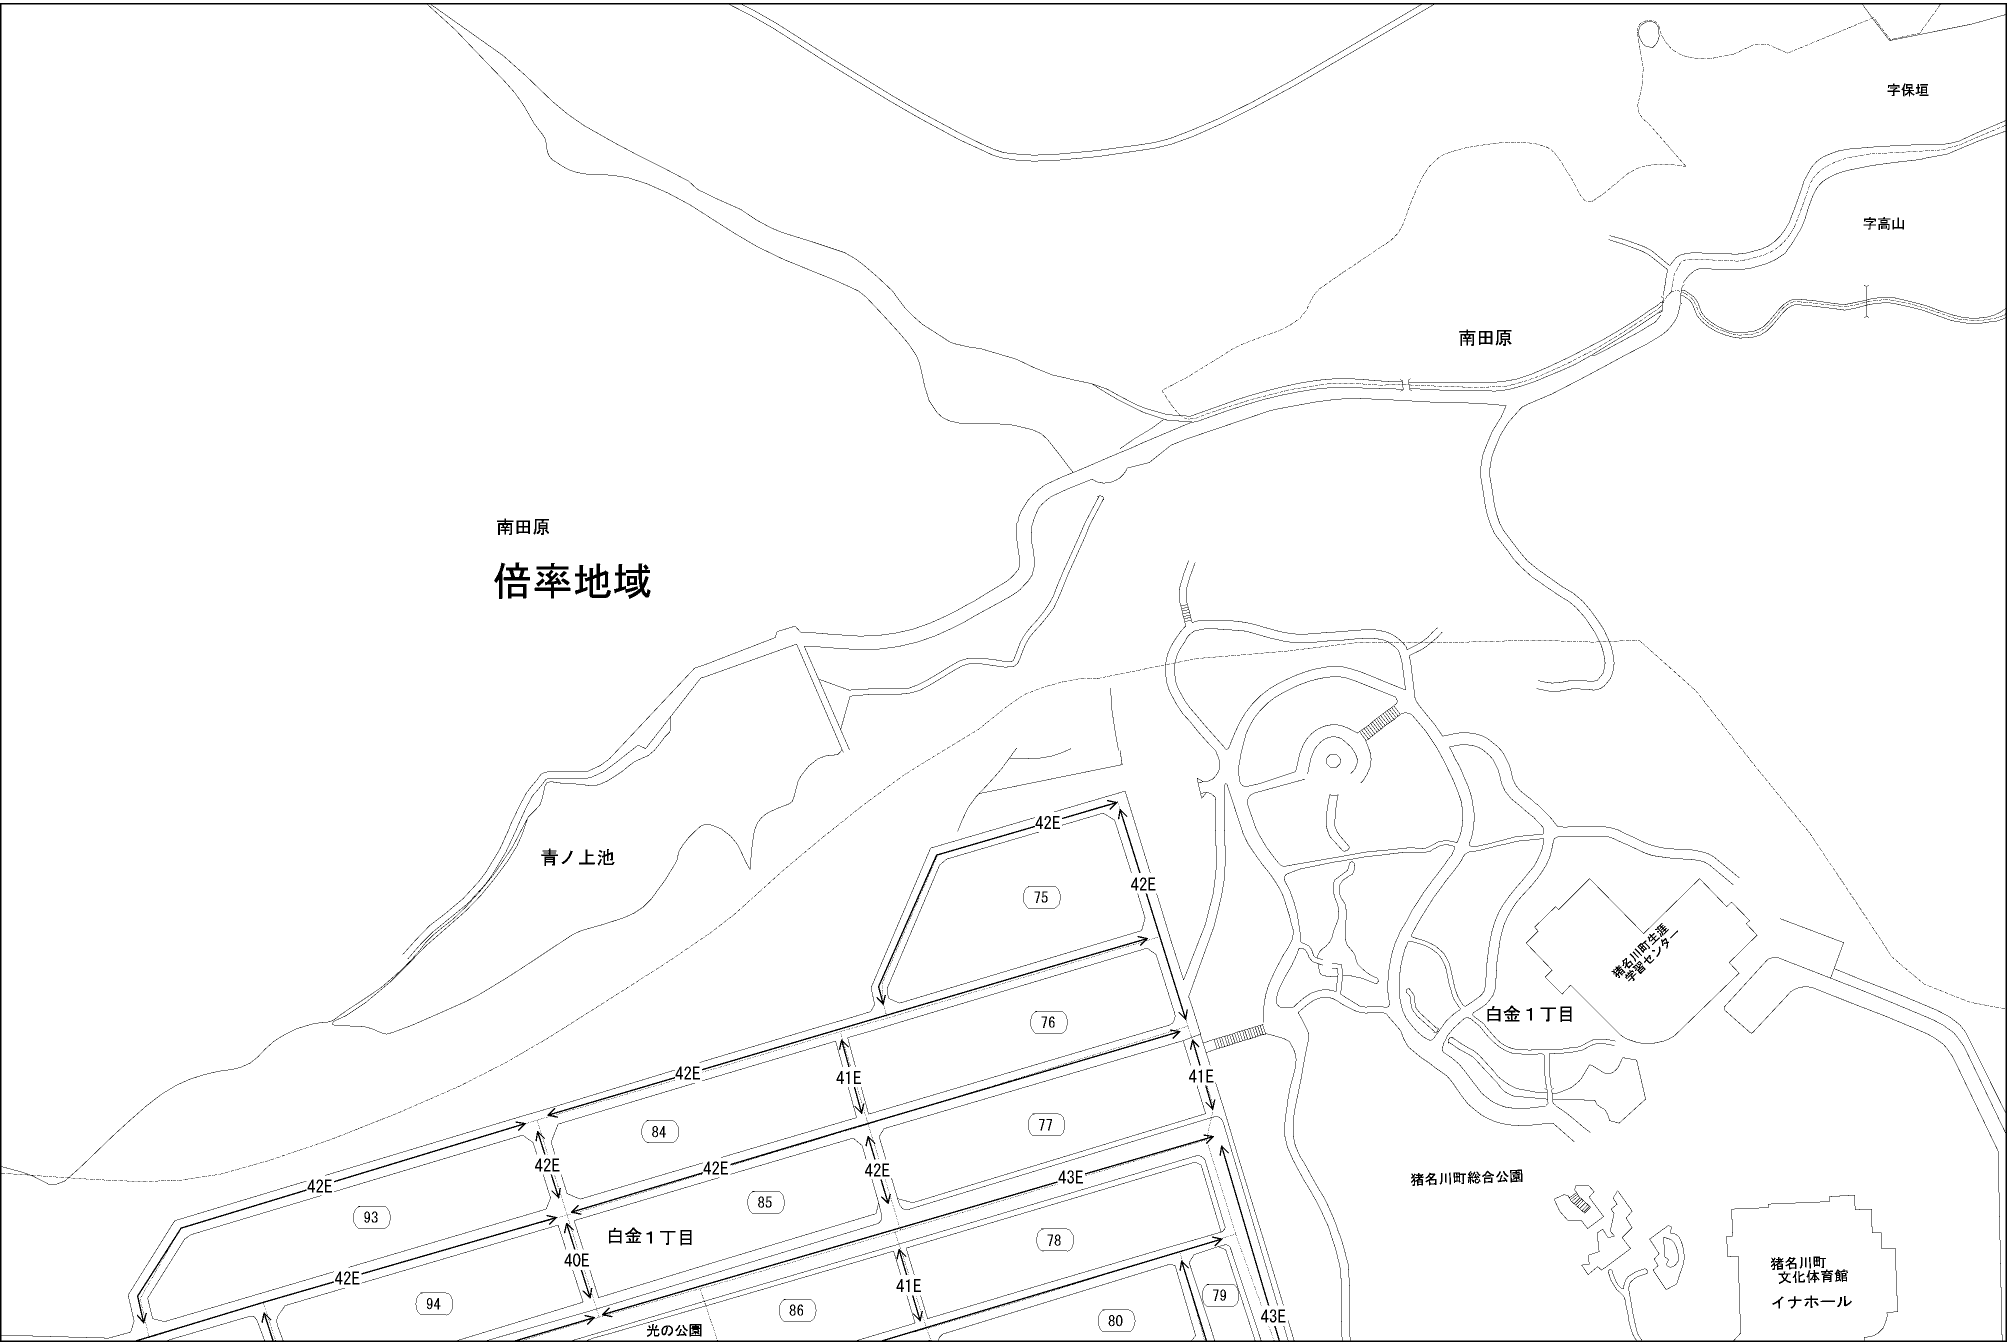 字保垣
字高山
南田原
南田原
倍率地域
青ノ上池
42E
42E
75
猪名川町生涯
学習センター
白金1丁目
76
42E
41E
41E
84
77
42E
42E
42E
43E
猪名川町総合公園
42E
93
85
白金1丁目
78
40E
42E
41E
猪名川町
文化体育館
イナホール
94
86
79
80
43E
光の公園